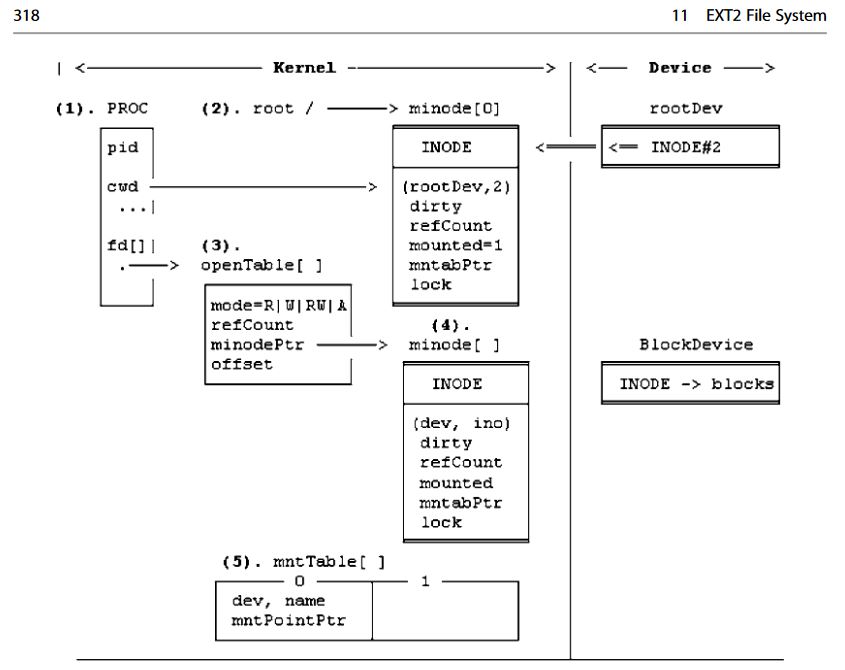 318
11 EXT2 File System
| <———— Kernel ————> | <—— Device ——>
(1). PROC (2). root / ———> minode[0] rootDev
pid INODE <=== <== INODE#2
cwd ————> (rootDev,2)
...| dirty
refCount
fd[]| (3). mounted=1
.——> openTable[ ] mntabPtr
lock
mode=R|W|RW|A
refCount (4).
minodePtr ———> minode[ ] BlockDevice
offset
INODE INODE -> blocks
(dev, ino)
dirty
refCount
mounted
mntabPtr
lock
(5). mntTable[ ]
0 1
dev, name
mntPointPtr